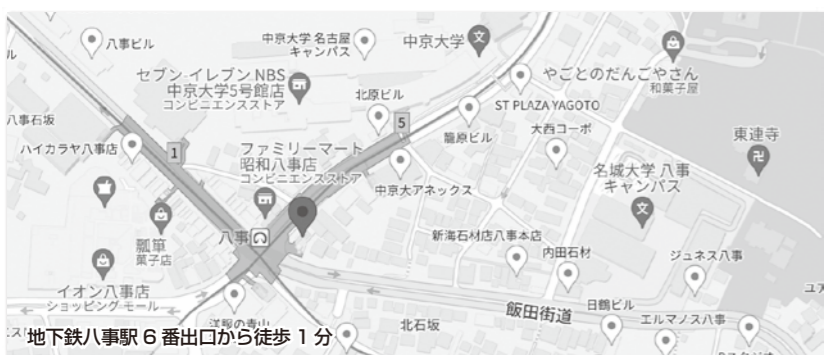 八事ビル
中京大学 名古屋
キャンパス
中京大学
セブン-イレブン NBS
中京大学5号館店
コンビニエンスストア
北原ビル
ST PLAZA YAGOTO
やごとのだんごやさん
和菓子屋
八事石坂
ハイカラヤ八事店
1
5
ファミリーマート
昭和八事店
コンビニエンスストア
籠原ビル
大西コーポ
東連寺
中京大アネックス
名城大学 八事
キャンパス
瓢箪
菓子店
八事
新海石材店八事本店
内田石材
ジュネス八事
イオン八事店
ショッピング モール
洋服の青山
飯田街道
日鶴ビル
エルマノス八事
北石坂
地下鉄八事駅 6 番出口から徒歩 1 分